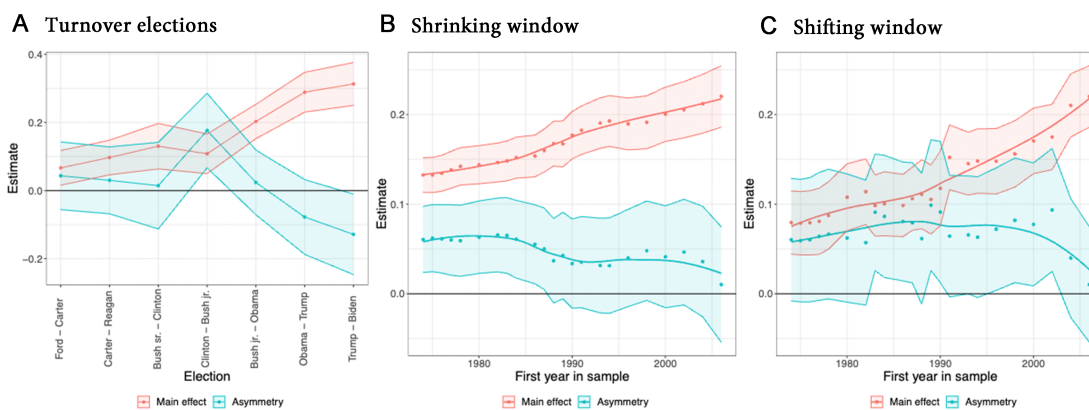 A Turnover elections
Estimate
0.4
0.2
0.0
−0.2
Ford − Carter
Carter − Reagan
Bush sr. − Clinton
Clinton − Bush jr.
Bush jr. − Obama
Obama − Trump
Trump − Biden
Election
Main effect Asymmetry
B Shrinking window
Estimate
0.2
0.1
0.0
1980 1990 2000
First year in sample
Main effect Asymmetry
C Shifting window
Estimate
0.2
0.1
0.0
1980 1990 2000
First year in sample
Main effect Asymmetry